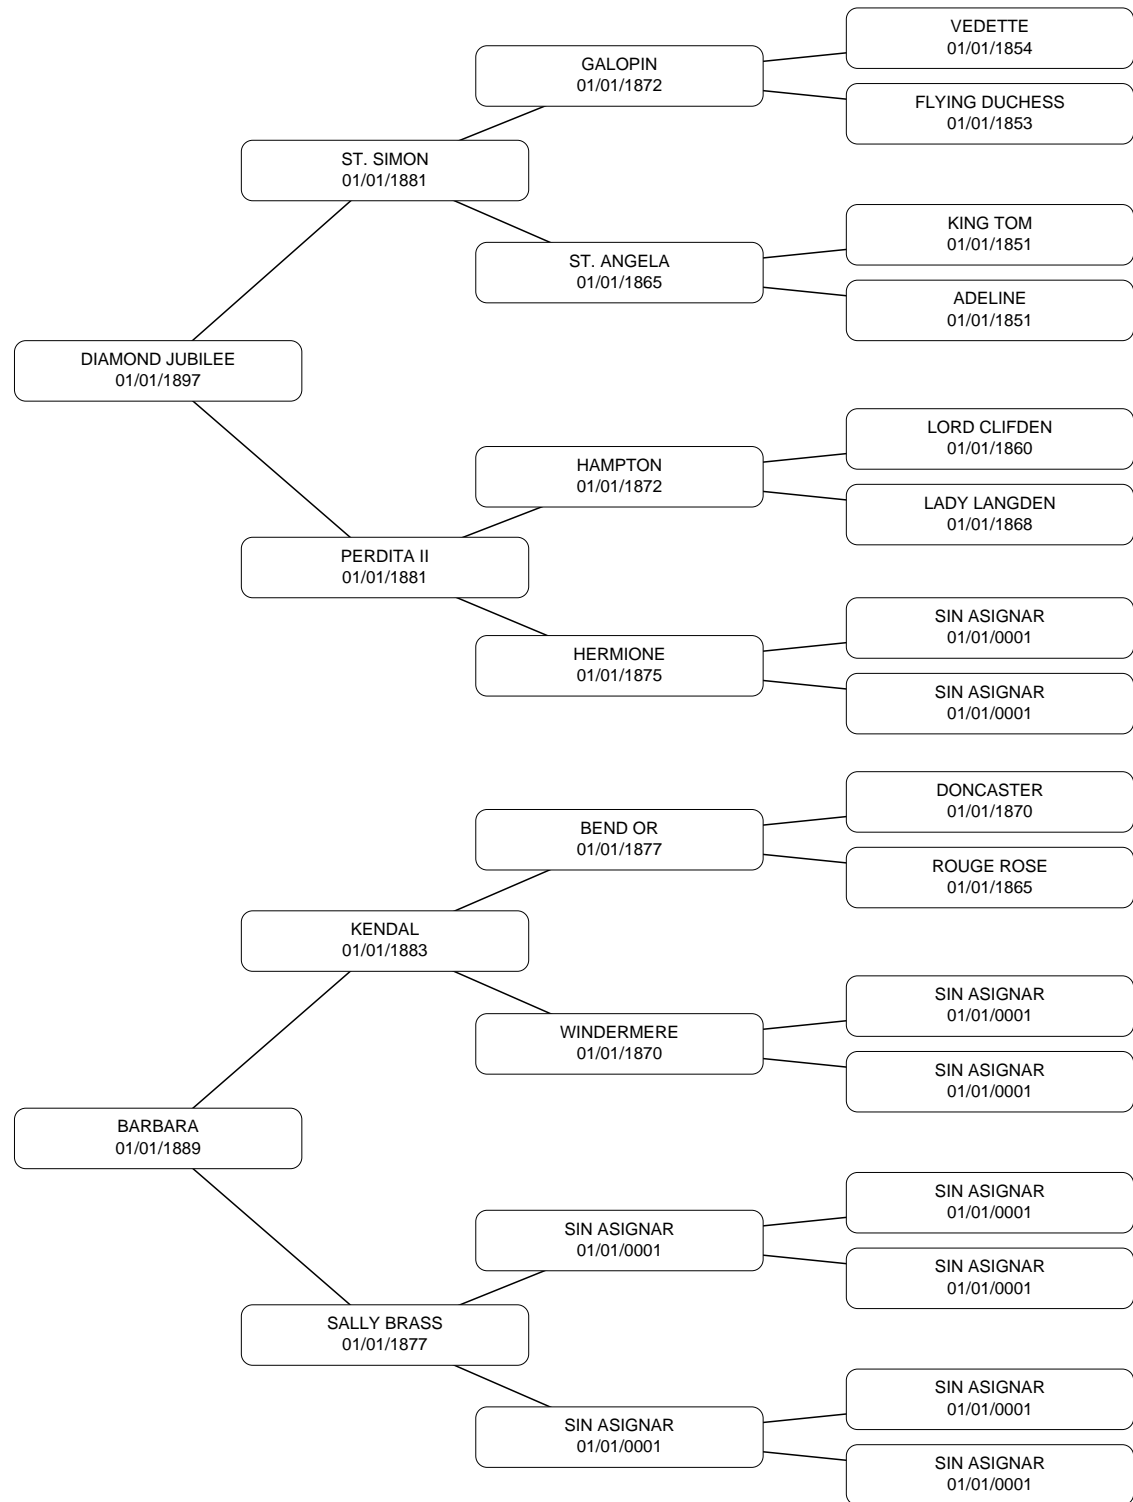 VEDETTE
01/01/1854
GALOPIN
01/01/1872
FLYING DUCHESS
01/01/1853
ST. SIMON
01/01/1881
KING TOM
01/01/1851
ST. ANGELA
01/01/1865
ADELINE
01/01/1851
DIAMOND JUBILEE
01/01/1897
LORD CLIFDEN
01/01/1860
HAMPTON
01/01/1872
LADY LANGDEN
01/01/1868
PERDITA II
01/01/1881
SIN ASIGNAR
01/01/0001
HERMIONE
01/01/1875
SIN ASIGNAR
01/01/0001
DONCASTER
01/01/1870
BEND OR
01/01/1877
ROUGE ROSE
01/01/1865
KENDAL
01/01/1883
SIN ASIGNAR
01/01/0001
WINDERMERE
01/01/1870
SIN ASIGNAR
01/01/0001
BARBARA
01/01/1889
SIN ASIGNAR
01/01/0001
SIN ASIGNAR
01/01/0001
SIN ASIGNAR
01/01/0001
SALLY BRASS
01/01/1877
SIN ASIGNAR
01/01/0001
SIN ASIGNAR
01/01/0001
SIN ASIGNAR
01/01/0001